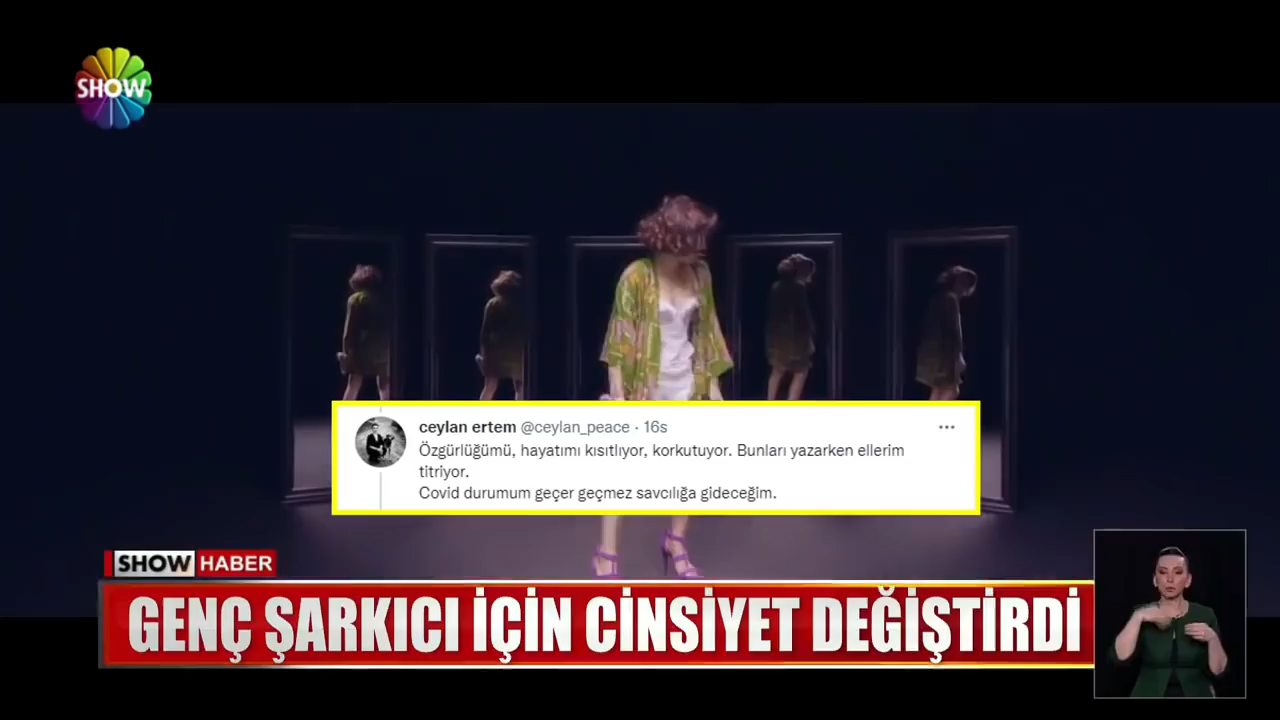 SHOW
ceylan ertem @ceylan_peace · 16s
Özgürlüğümü, hayatımı kısıtlıyor, korkutuyor. Bunları yazarken ellerim
titriyor.
Covid durumum geçer geçmez savcılığa gideceğim.
SHOW HABER
GENÇ ŞARKICI İÇİN CİNSİYET DEĞİŞTİRDİ